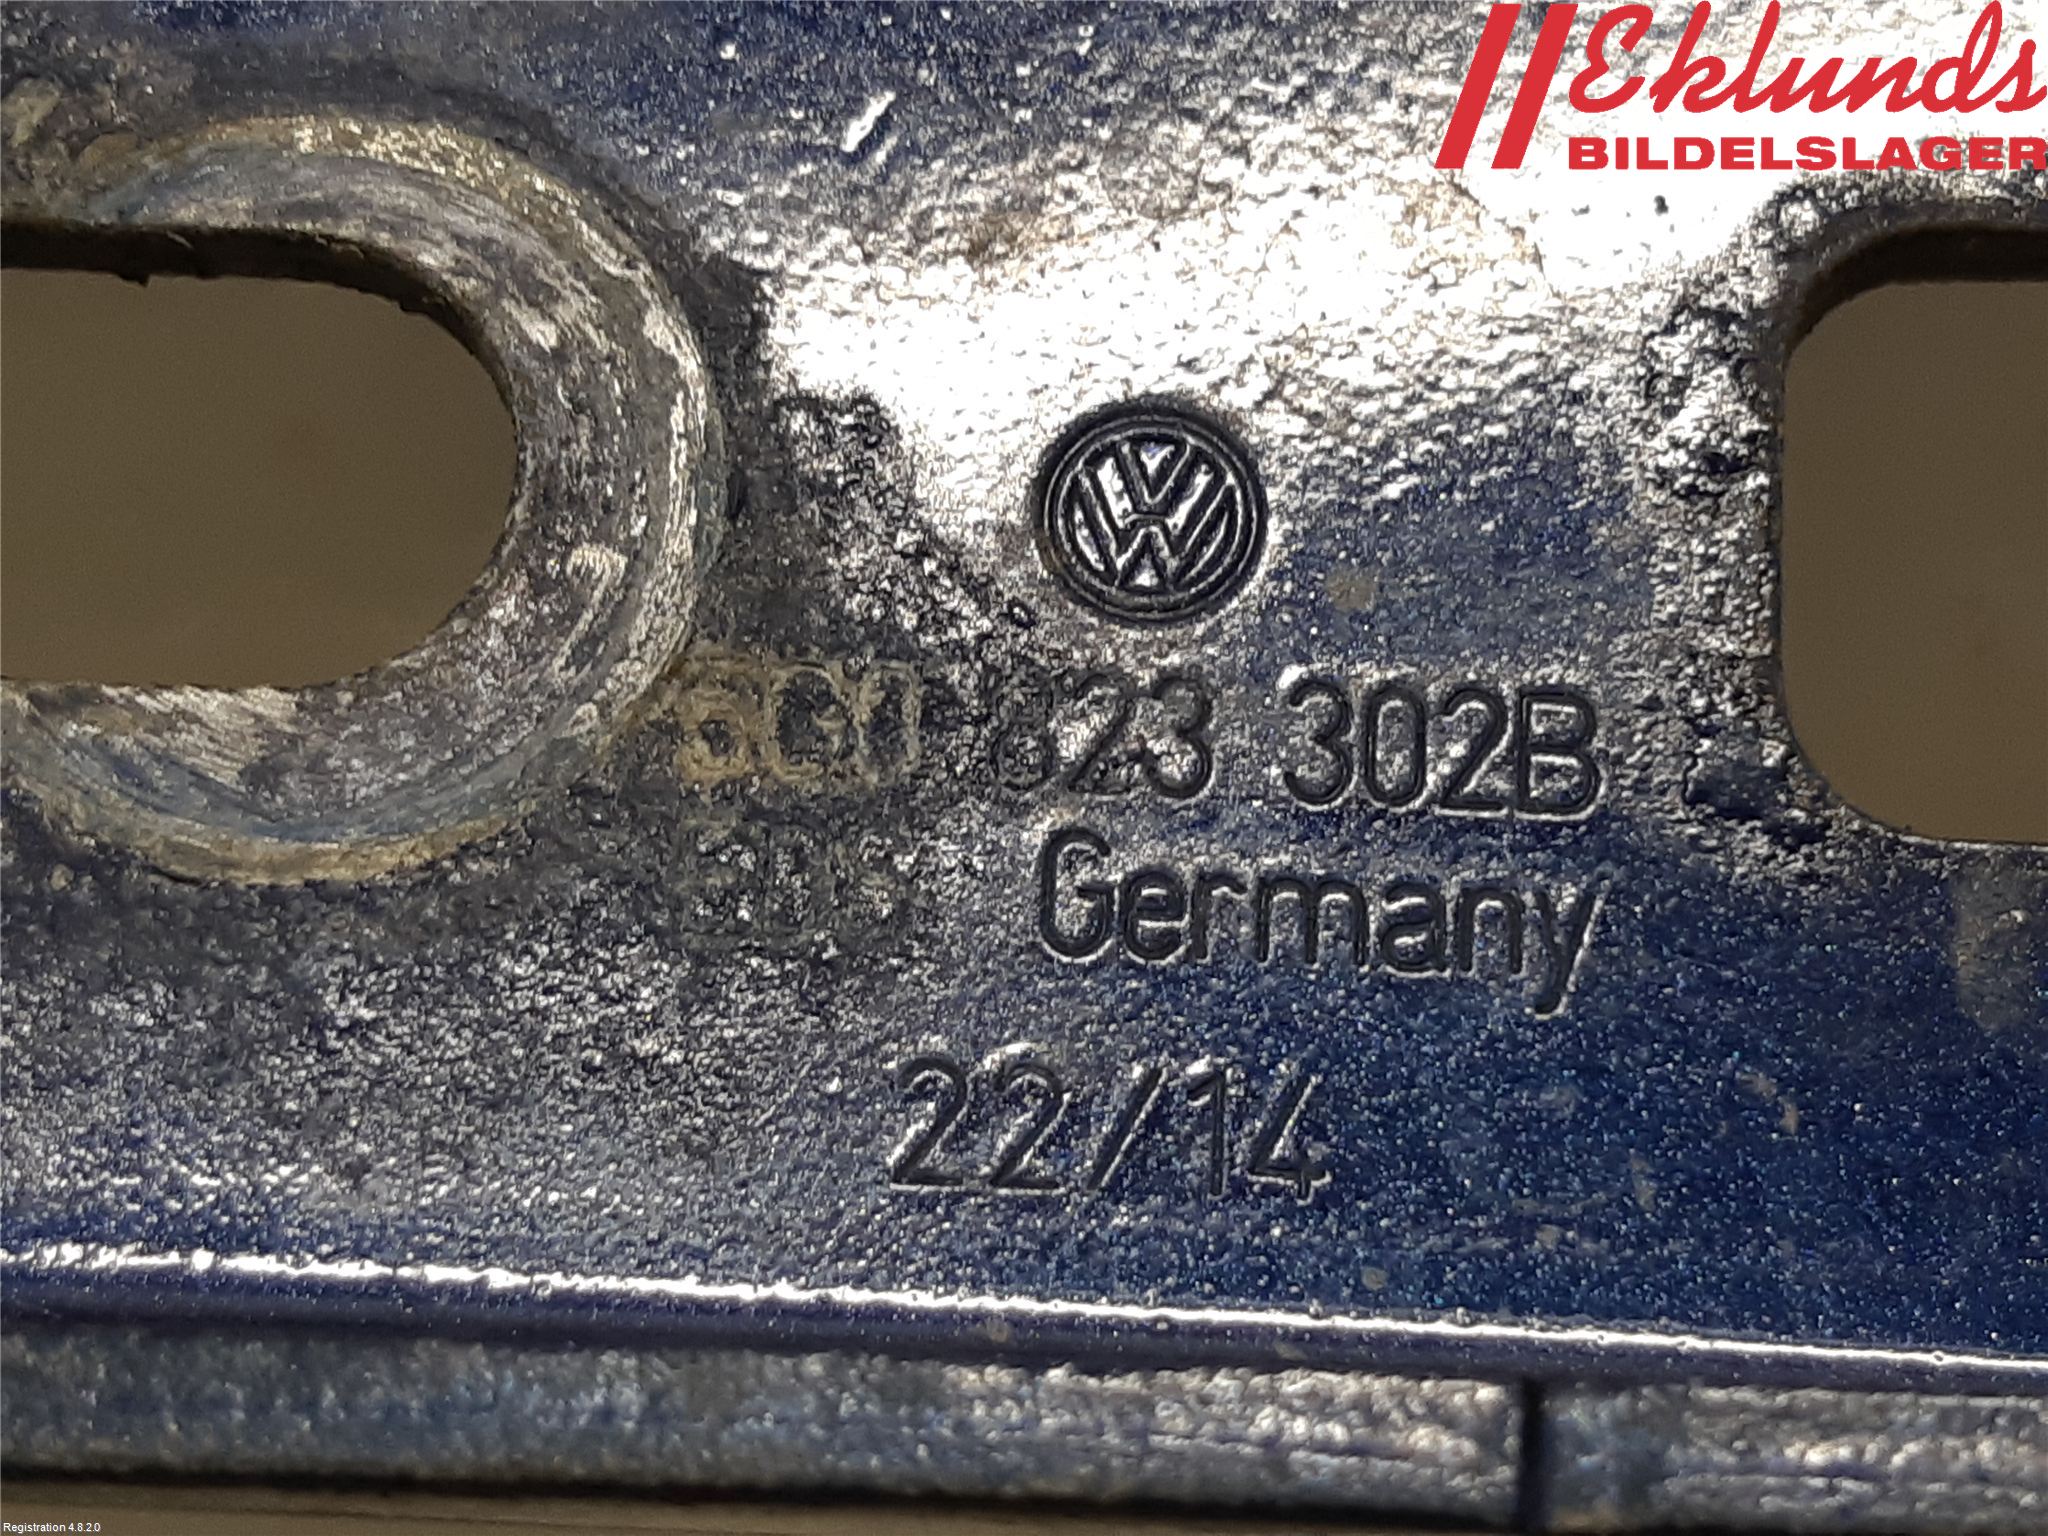 Eklunds
BILDELSLAGER
823 302B
Germany
22/14
Registration 4.8.2.0